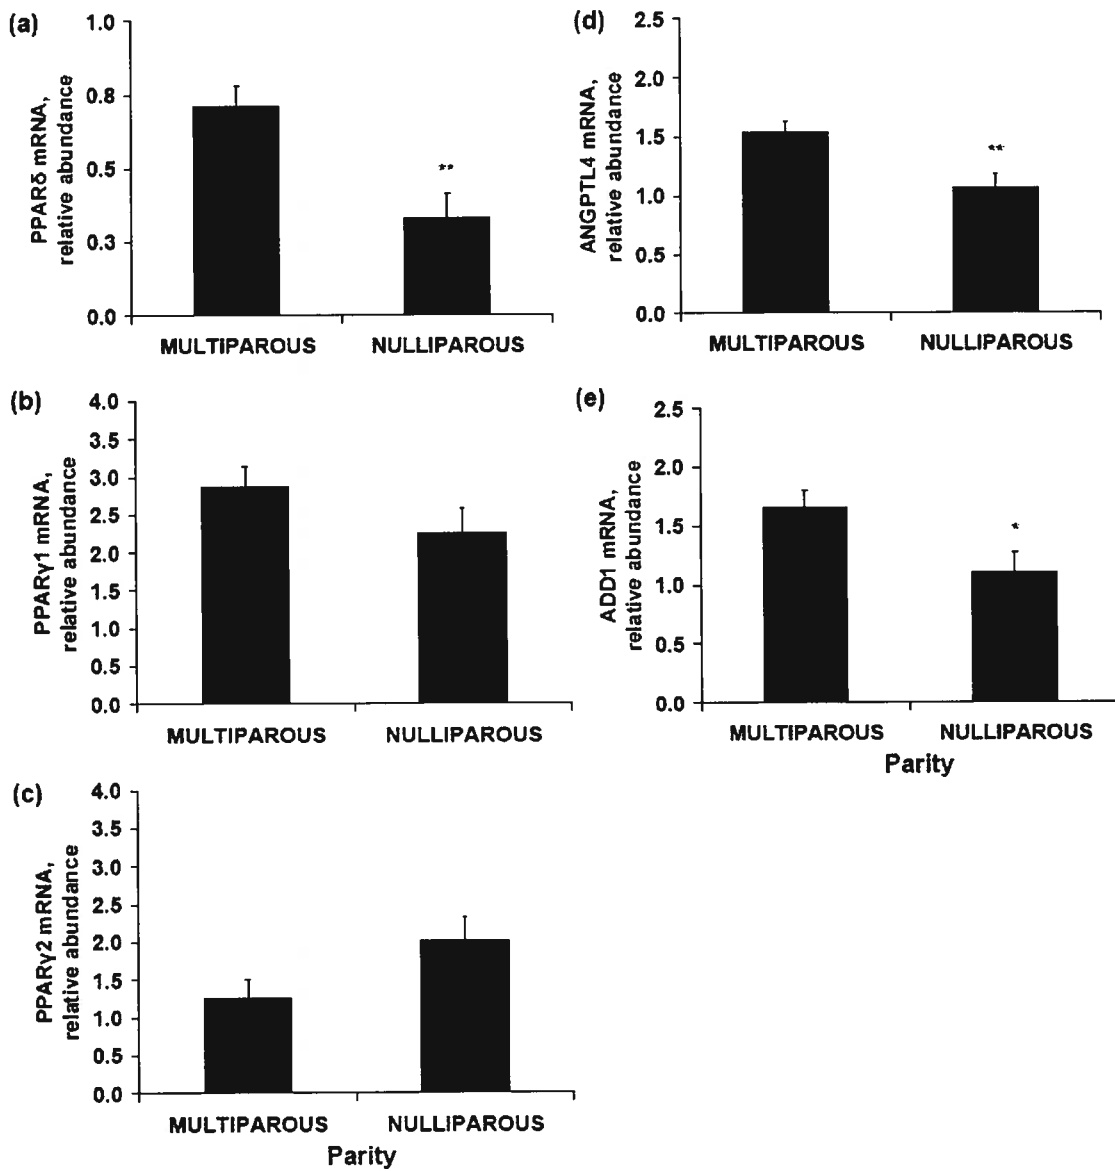 (a)
PPARδ mRNA,
relative abundance
1.0
0.8
0.5
0.3
0.0
**
MULTIPAROUS NULLIPAROUS
(b)
PPARγ1 mRNA,
relative abundance
4.0
3.5
3.0
2.5
2.0
1.5
1.0
0.5
0.0
MULTIPAROUS NULLIPAROUS
(c)
PPARγ2 mRNA,
relative abundance
4.0
3.5
3.0
2.5
2.0
1.5
1.0
0.5
0.0
MULTIPAROUS NULLIPAROUS
Parity
(d)
ANGPTL4 mRNA,
relative abundance
2.5
2.0
1.5
1.0
0.5
0.0
**
MULTIPAROUS NULLIPAROUS
(e)
ADD1 mRNA,
relative abundance
2.5
2.0
1.5
1.0
0.5
0.0
*
MULTIPAROUS NULLIPAROUS
Parity